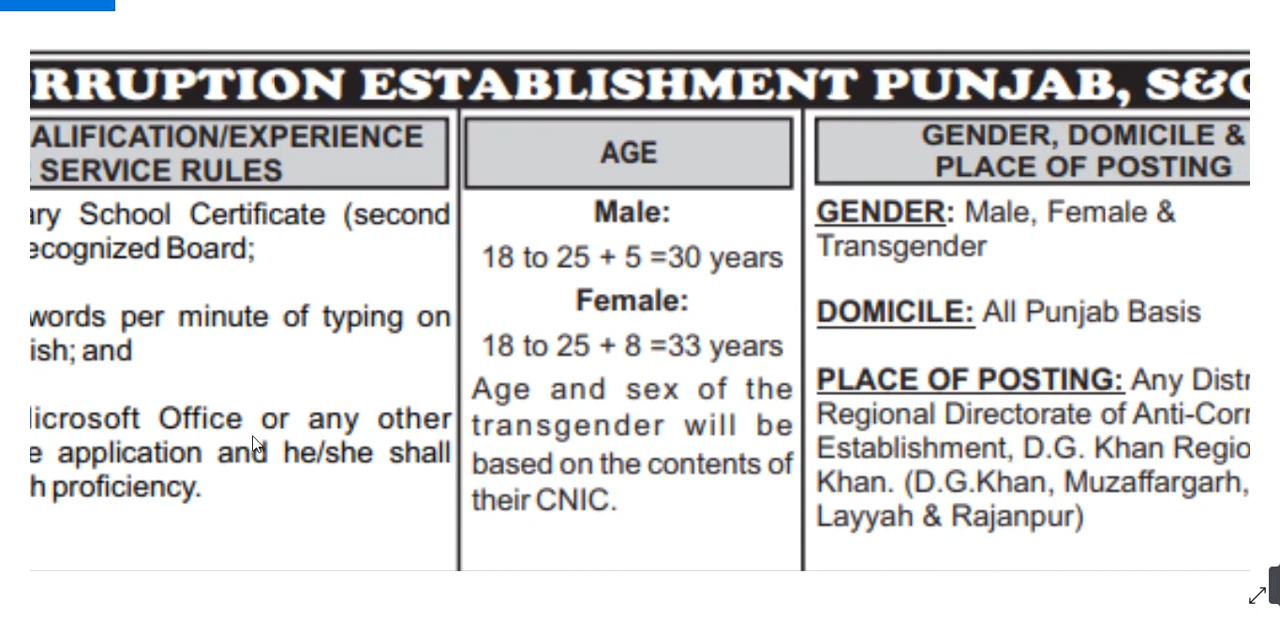 RRUPTION ESTABLISHMENT PUNJAB, S&
ALIFICATION/EXPERIENCE
SERVICE RULES
ary School Certificate (second
ecognized Board;
words per minute of typing on
ish; and
icrosoft Office or any other
e application and he/she shall
h proficiency.
AGE
Male:
18 to 25 + 5 =30 years
Female:
18 to 25 + 8 =33 years
Age and sex of the
transgender will be
based on the contents of
their CNIC.
GENDER, DOMICILE &
PLACE OF POSTING
GENDER: Male, Female &
Transgender
DOMICILE: All Punjab Basis
PLACE OF POSTING: Any Distr
Regional Directorate of Anti-Corr
Establishment, D.G. Khan Regio
Khan. (D.G.Khan, Muzaffargarh,
Layyah & Rajanpur)